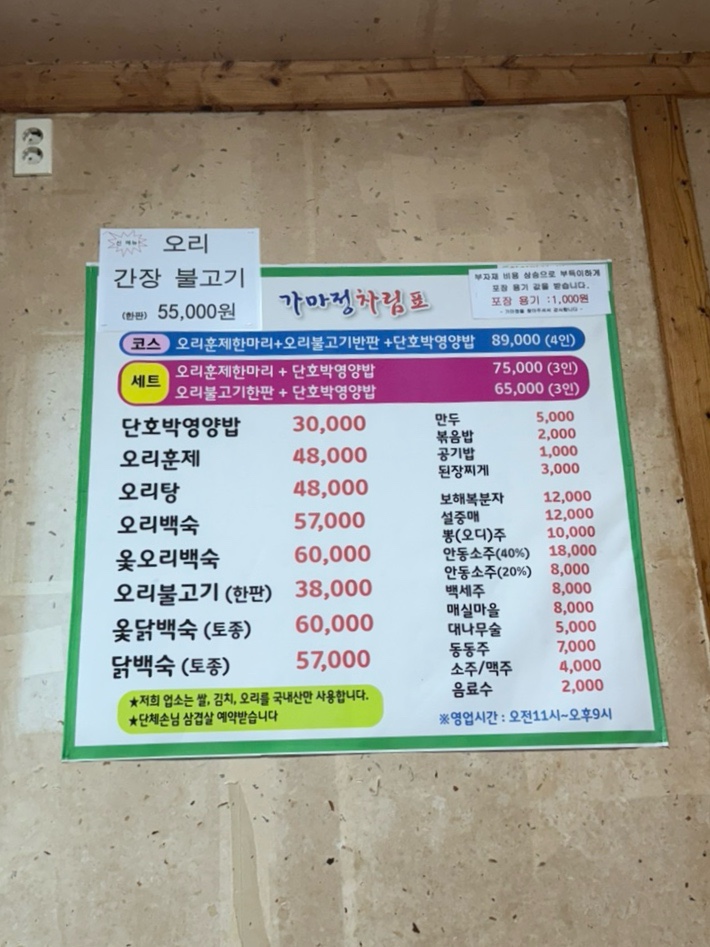 신 메뉴
오리
간장 불고기
(한판) 55,000원
가마정차림표
부자재 비용 상승으로 부득이하게
포장 용기 값을 받습니다.
포장 용기 :1,000원
코스 오리훈제한마리+오리불고기반판 +단호박영양밥 89,000 (4인)
세트
오리훈제한마리 + 단호박영양밥 75,000 (3인)
오리불고기한판 + 단호박영양밥 65,000 (3인)
단호박영양밥 30,000
오리훈제 48,000
오리탕 48,000
오리백숙 57,000
옻오리백숙 60,000
오리불고기 (한판) 38,000
옻닭백숙 (토종) 60,000
닭백숙 (토종) 57,000
만두 5,000
볶음밥 2,000
공기밥 1,000
된장찌게 3,000
보해복분자 12,000
설중매 12,000
뽕(오디)주 10,000
안동소주(40%) 18,000
안동소주(20%) 8,000
백세주 8,000
매실마을 8,000
대나무술 5,000
동동주 7,000
소주/맥주 4,000
음료수 2,000
★저희 업소는 쌀, 김치, 오리를 국내산만 사용합니다.
★단체손님 삼겹살 예약받습니다
※영업시간 : 오전11시~오후9시